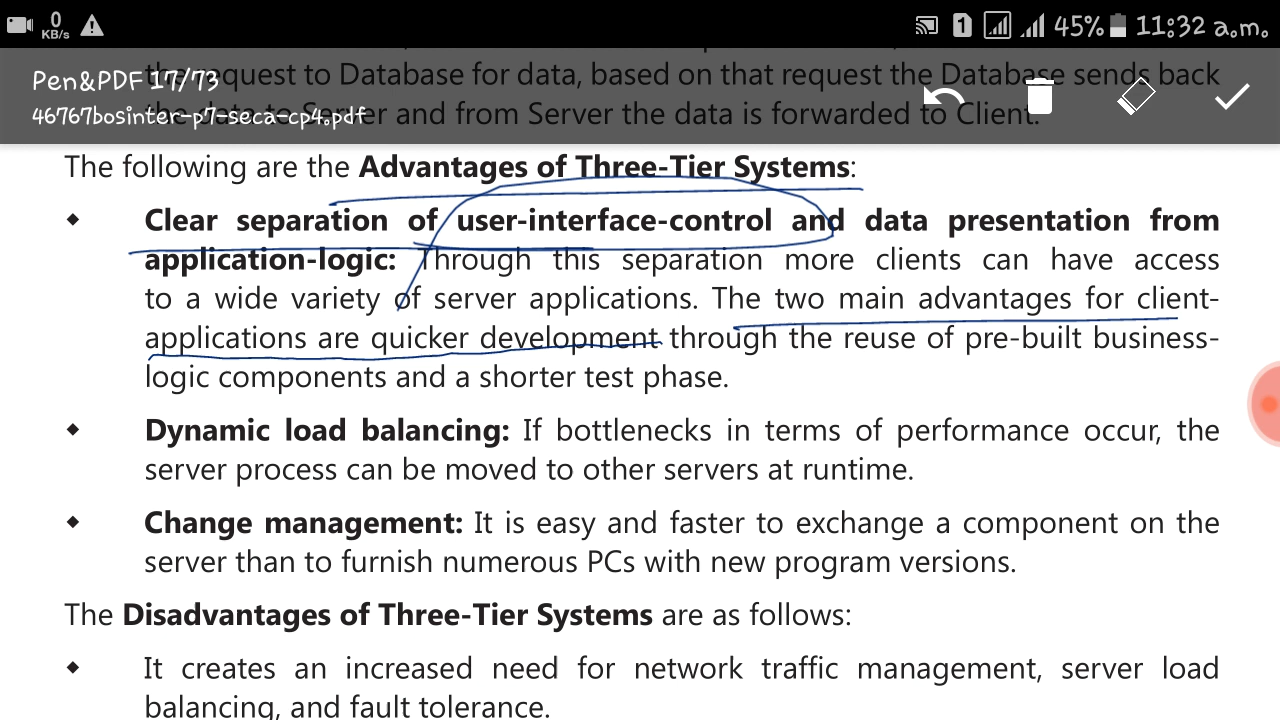 0
KB/s
1
45%
11:32 a.m.
the request to Database for data, based on that request the Database sends back
Pen&PDF 17/73
the data to Server and from Server the data is forwarded to Client.
46767bosinter-p7-seca-cp4.pdf
The following are the Advantages of Three-Tier Systems:
◆ Clear separation of user-interface-control and data presentation from
application-logic: Through this separation more clients can have access
to a wide variety of server applications. The two main advantages for client-
applications are quicker development through the reuse of pre-built business-
logic components and a shorter test phase.
◆ Dynamic load balancing: If bottlenecks in terms of performance occur, the
server process can be moved to other servers at runtime.
◆ Change management: It is easy and faster to exchange a component on the
server than to furnish numerous PCs with new program versions.
The Disadvantages of Three-Tier Systems are as follows:
◆ It creates an increased need for network traffic management, server load
balancing, and fault tolerance.